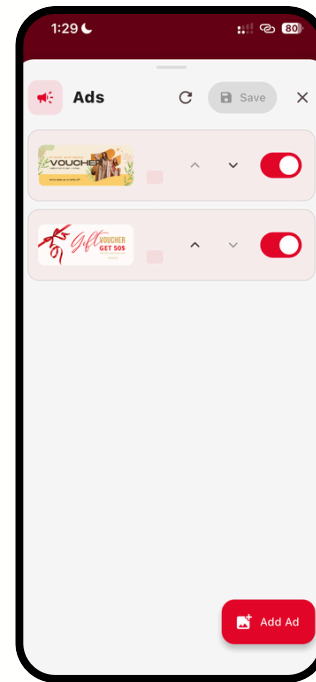 1:29
80
Ads
Save
VOUCHER
Gift VOUCHER
GET 50$
Add Ad